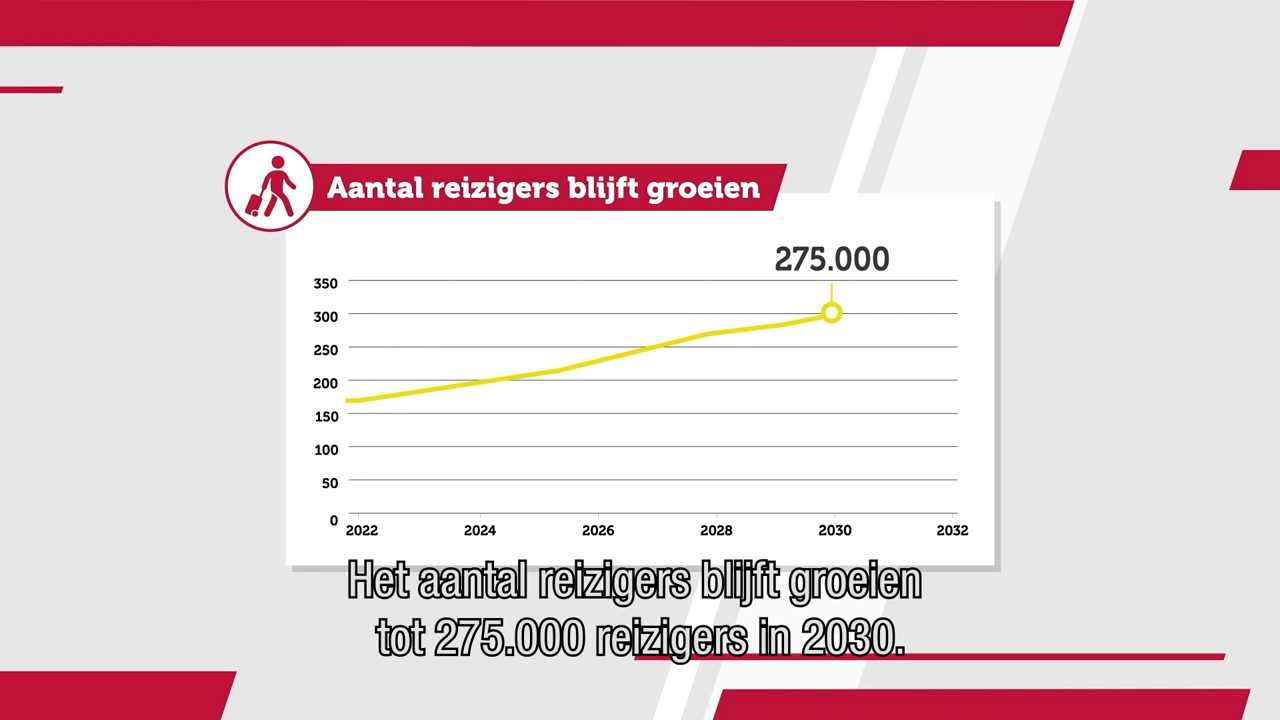 Aantal reizigers blijft groeien
275.000
350
300
250
200
150
100
50
0
2022 2024 2026 2028 2030 2032
Het aantal reizigers blijft groeien
tot 275.000 reizigers in 2030.